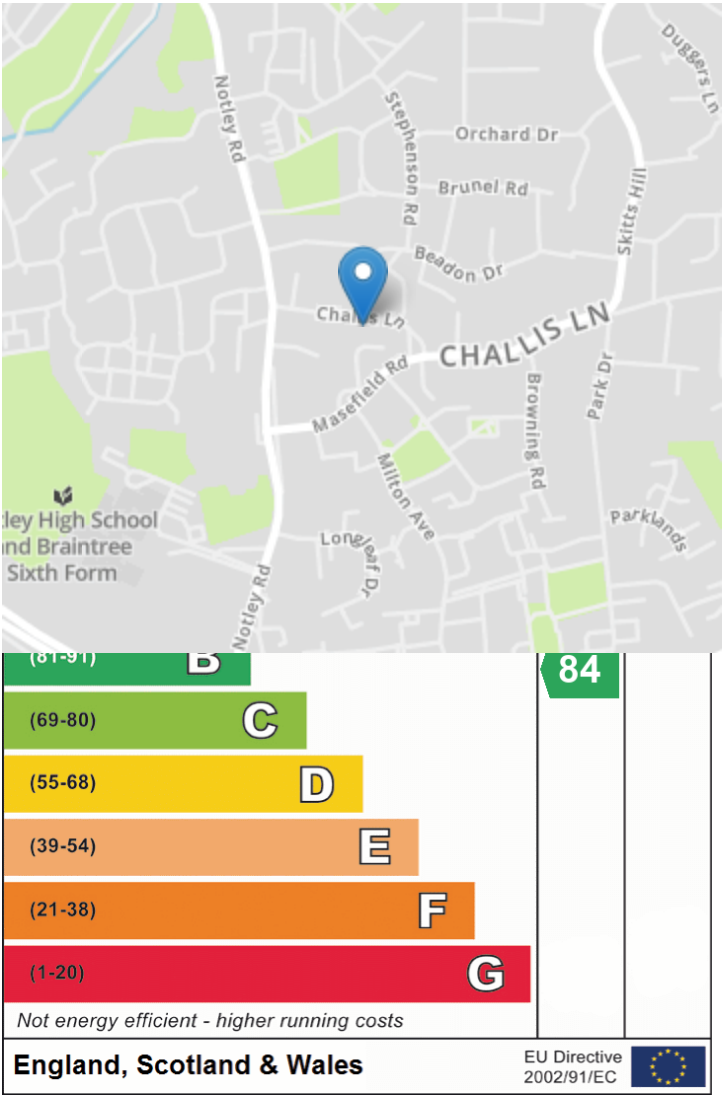 Duggers Ln
Notley Rd
Stephenson Rd
Orchard Dr
Brunel Rd
Skitts Hill
Beadon Dr
Challis Ln
CHALLIS LN
Masefield Rd
Park Dr
Browning Rd
Milton Ave
tley High School
and Braintree
Sixth Form
Parklands
Longleaf Dr
Notley Rd
(81-91) B
84
(69-80) C
(55-68) D
(39-54) E
(21-38) F
(1-20) G
Not energy efficient - higher running costs
England, Scotland & Wales
EU Directive
2002/91/EC